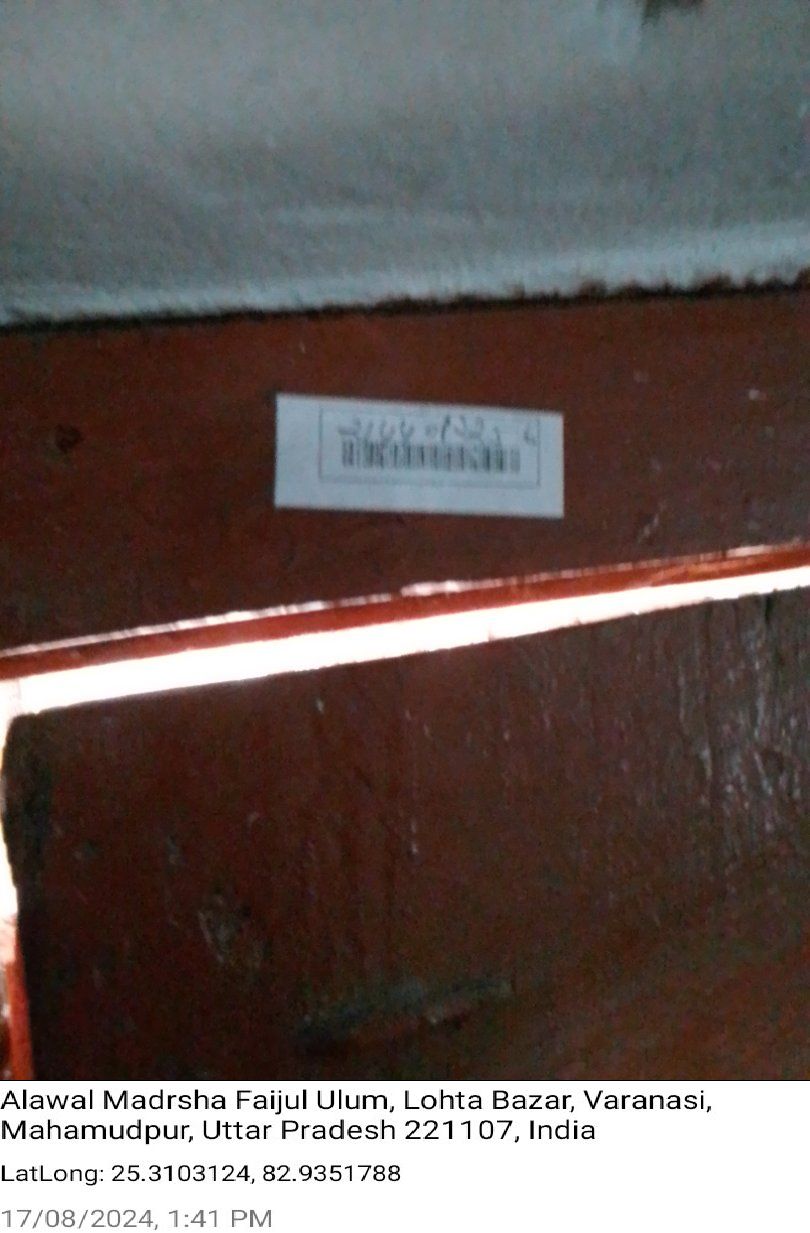 Alawal Madrsha Faijul Ulum, Lohta Bazar, Varanasi,
Mahamudpur, Uttar Pradesh 221107, India
LatLong: 25.3103124, 82.9351788
17/08/2024, 1:41 PM